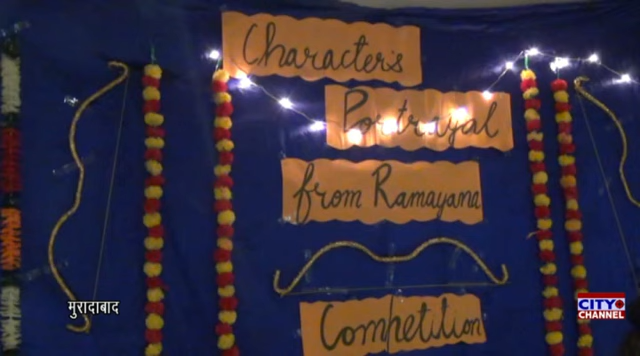 Character's
Portrayal
from Ramayana
Competition
मुरादाबाद
CITY
CHANNEL